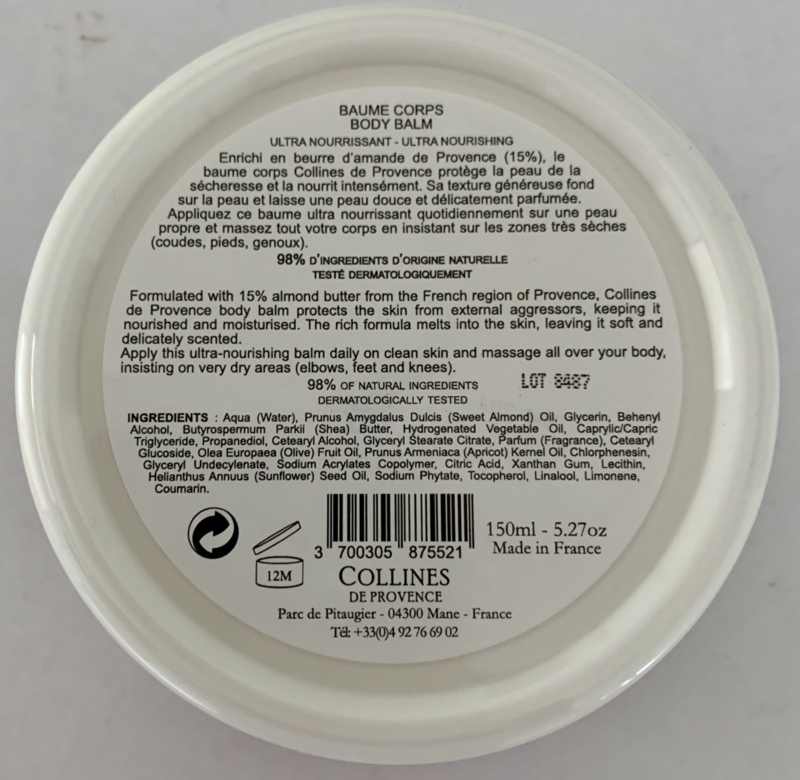 BAUME CORPS
BODY BALM
ULTRA NOURRISSANT - ULTRA NOURISHING
Enrichi en beurre d'amande de Provence (15%), le
baume corps Collines de Provence protège la peau de la
sécheresse et la nourrit intensément. Sa texture généreuse fond
sur la peau et laisse une peau douce et délicatement parfumée.
Appliquez ce baume ultra nourrissant quotidiennement sur une peau
propre et massez tout votre corps en insistant sur les zones très sèches
(coudes, pieds, genoux).
98% D'INGREDIENTS D'ORIGINE NATURELLE
TESTÉ DERMATOLOGIQUEMENT
Formulated with 15% almond butter from the French region of Provence, Collines
de Provence body balm protects the skin from external aggressors, keeping it
nourished and moisturised. The rich formula melts into the skin, leaving it soft and
delicately scented.
Apply this ultra-nourishing balm daily on clean skin and massage all over your body,
insisting on very dry areas (elbows, feet and knees).
98% OF NATURAL INGREDIENTS
DERMATOLOGICALLY TESTED
LOT 8487
INGREDIENTS : Aqua (Water), Prunus Amygdalus Dulcis (Sweet Almond) Oil, Glycerin, Behenyl
Alcohol, Butyrospermum Parkii (Shea) Butter, Hydrogenated Vegetable Oil, Caprylic/Capric
Triglyceride, Propanediol, Cetearyl Alcohol, Glyceryl Stearate Citrate, Parfum (Fragrance), Cetearyl
Glucoside, Olea Europaea (Olive) Fruit Oil, Prunus Armeniaca (Apricot) Kernel Oil, Chlorphenesin,
Glyceryl Undecylenate, Sodium Acrylates Copolymer, Citric Acid, Xanthan Gum, Lecithin,
Helianthus Annuus (Sunflower) Seed Oil, Sodium Phytate, Tocopherol, Linalool, Limonene,
Coumarin.
12M
3 700305 875521
150ml - 5.27oz
Made in France
COLLINES
DE PROVENCE
Parc de Pitaugier - 04300 Mane - France
Tél: +33(0)4 92 76 69 02